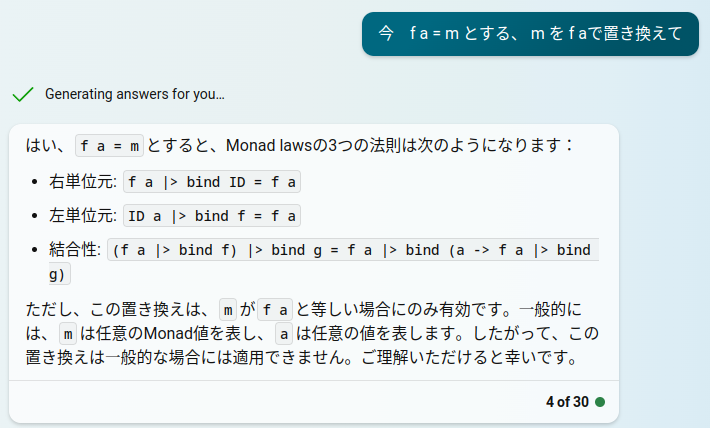 今 f a = m とする、 m を f aで置き換えて
Generating answers for you…
はい、 f a = m とすると、Monad lawsの3つの法則は次のようになります：
• 右単位元: f a |> bind ID = f a
• 左単位元: ID a |> bind f = f a
• 結合性: (f a |> bind f) |> bind g = f a |> bind (a -> f a |> bind
g)
ただし、この置き換えは、 m が f a と等しい場合にのみ有効です。一般的に
は、 m は任意のMonad値を表し、 a は任意の値を表します。したがって、この
置き換えは一般的な場合には適用できません。ご理解いただけると幸いです。
4 of 30